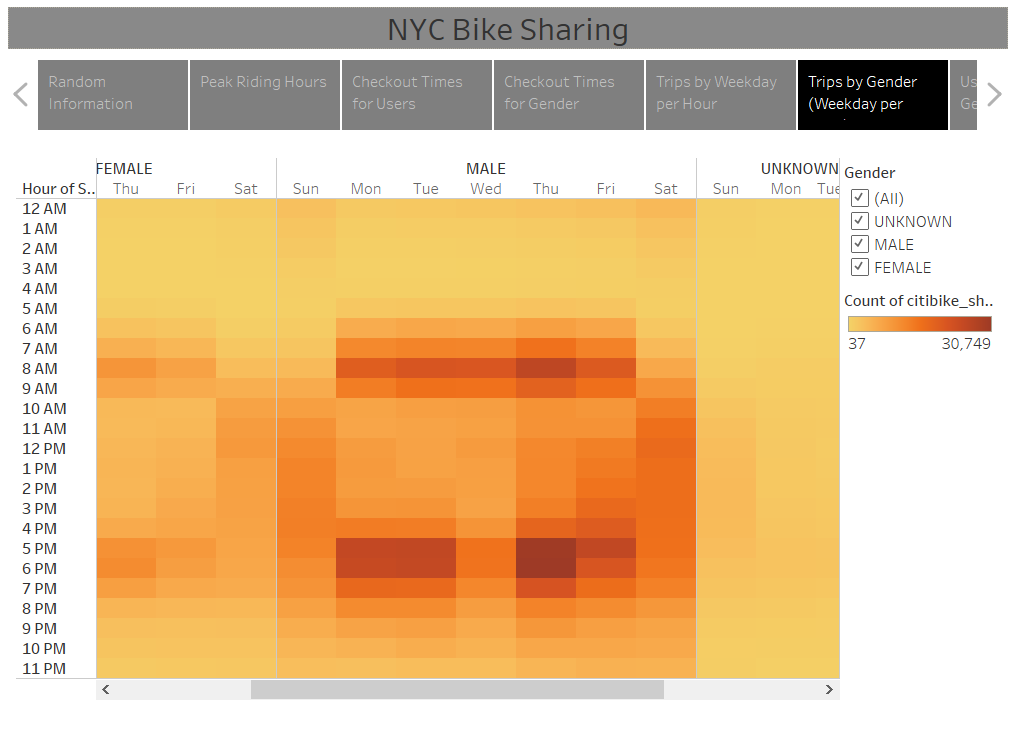 NYC Bike Sharing
Random
Information
Peak Riding Hours
Checkout Times
for Users
Checkout Times
for Gender
Trips by Weekday
per Hour
Trips by Gender
(Weekday per
Us
Ge
FEMALE
MALE
UNKNOWN
Hour of S..
Thu
Fri
Sat
Sun
Mon
Tue
Wed
Thu
Fri
Sat
Sun
Mon
Tue
12 AM
1 AM
2 AM
3 AM
4 AM
5 AM
6 AM
7 AM
8 AM
9 AM
10 AM
11 AM
12 PM
1 PM
2 PM
3 PM
4 PM
5 PM
6 PM
7 PM
8 PM
9 PM
10 PM
11 PM
Gender
(All)
UNKNOWN
MALE
FEMALE
Count of citibike_sh..
37
30,749